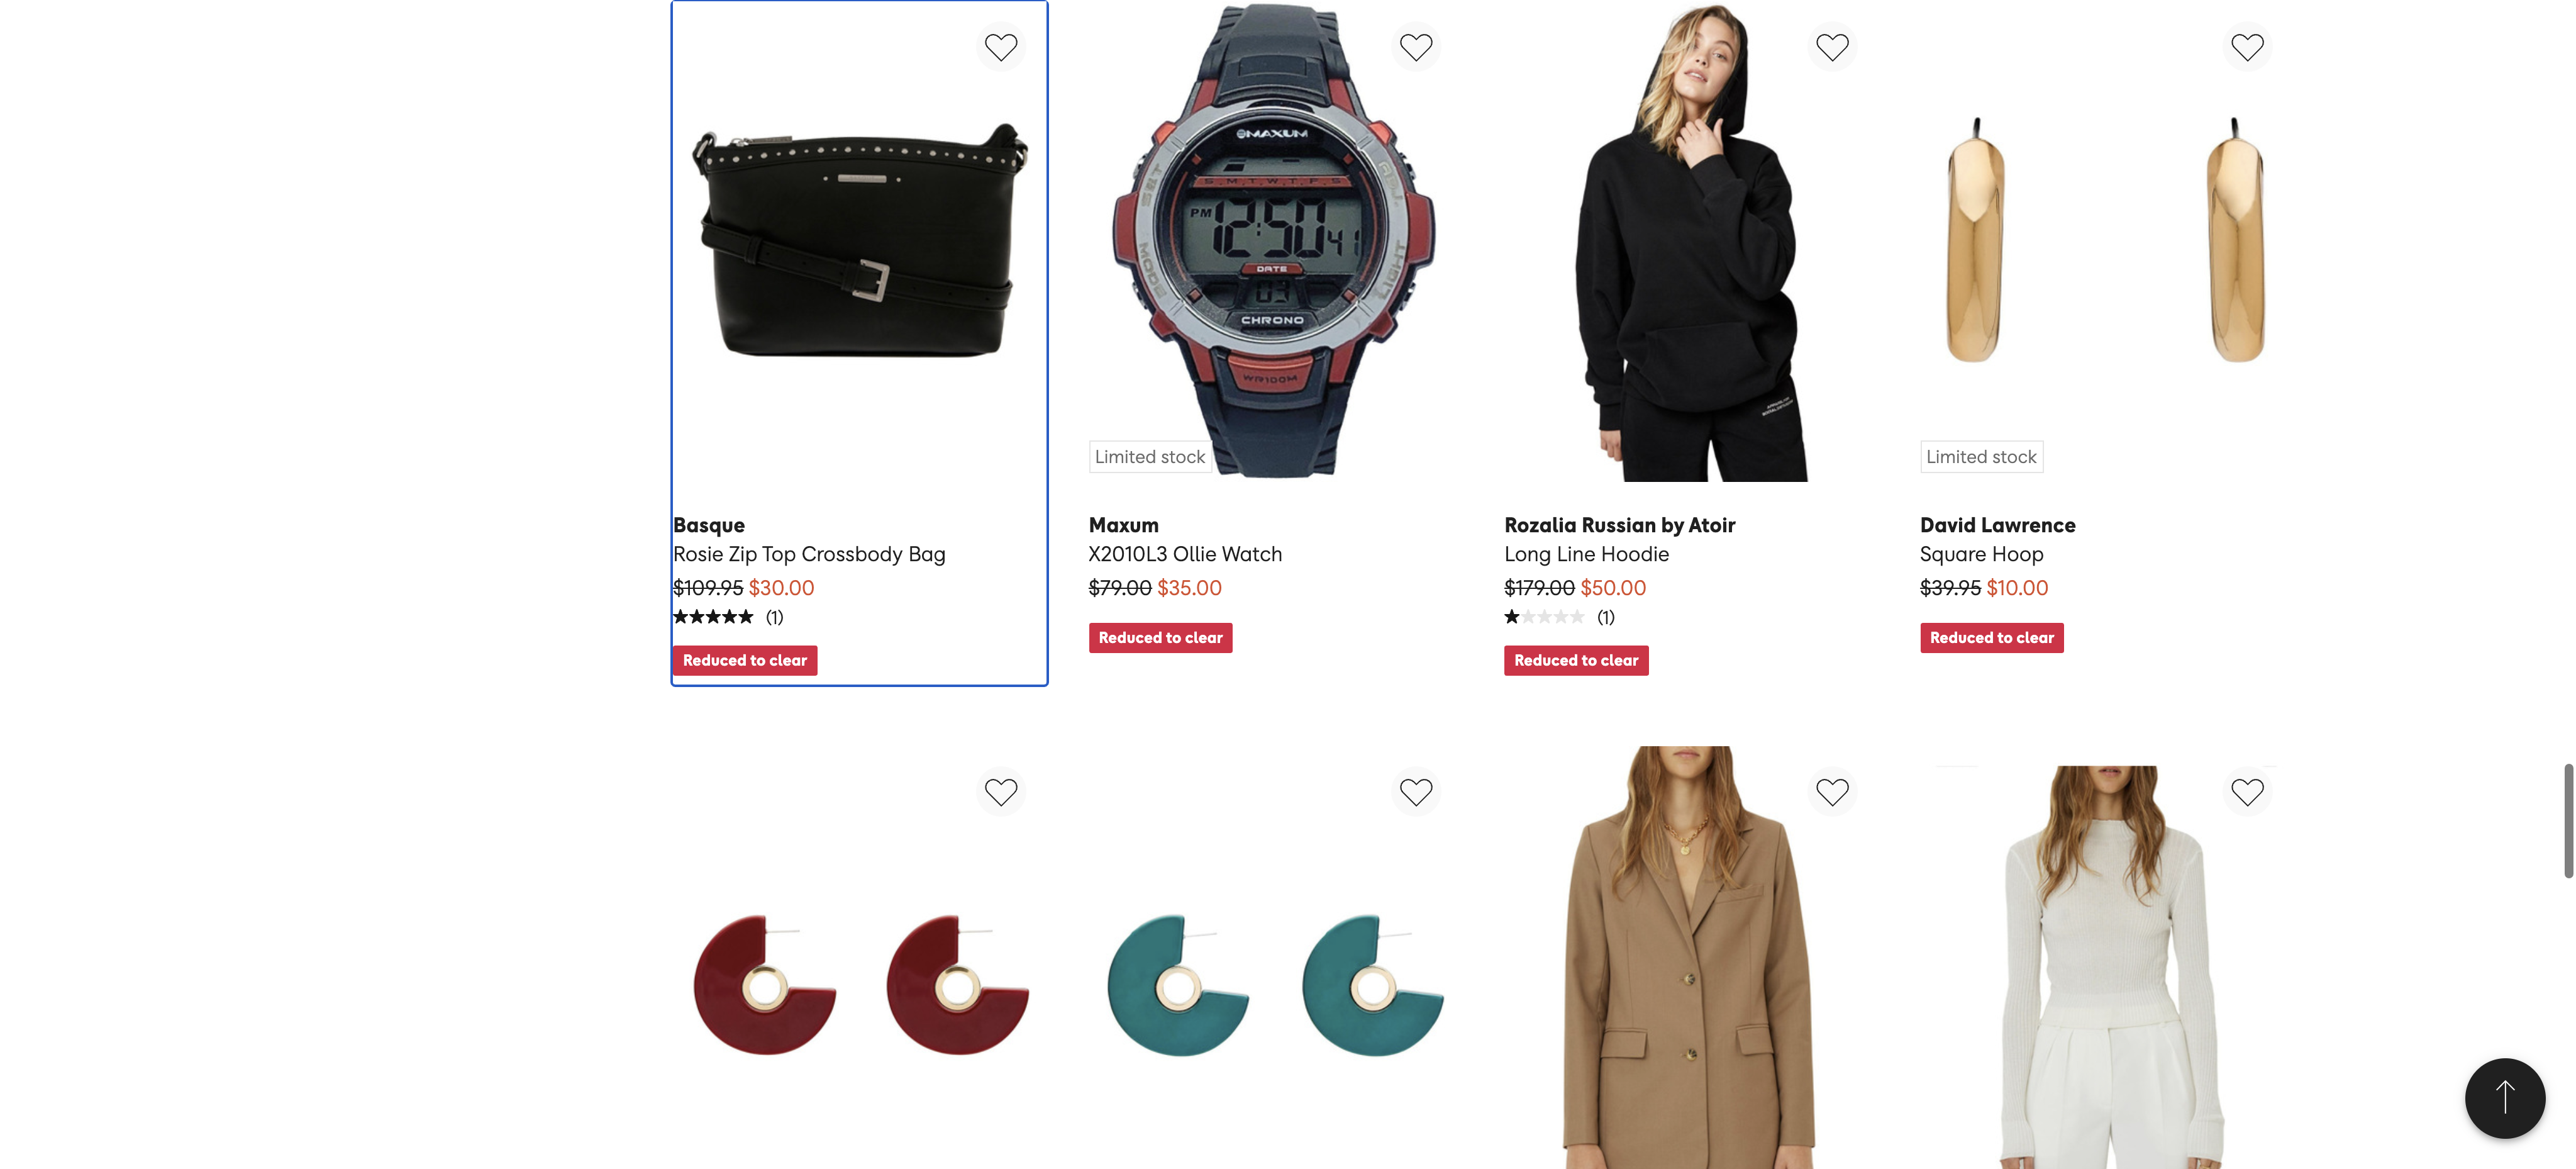 MAXUM
SET
ADJ.
S M T W T F S
PM 12:50 41
DATE
03
MODE
LIGHT
CHRONO
WR100M
Limited stock
Limited stock
Basque
Rosie Zip Top Crossbody Bag
$109.95 $30.00
(1)
Reduced to clear
Maxum
X2010L3 Ollie Watch
$79.00 $35.00
Reduced to clear
Rozalia Russian by Atoir
Long Line Hoodie
$179.00 $50.00
(1)
Reduced to clear
David Lawrence
Square Hoop
$39.95 $10.00
Reduced to clear